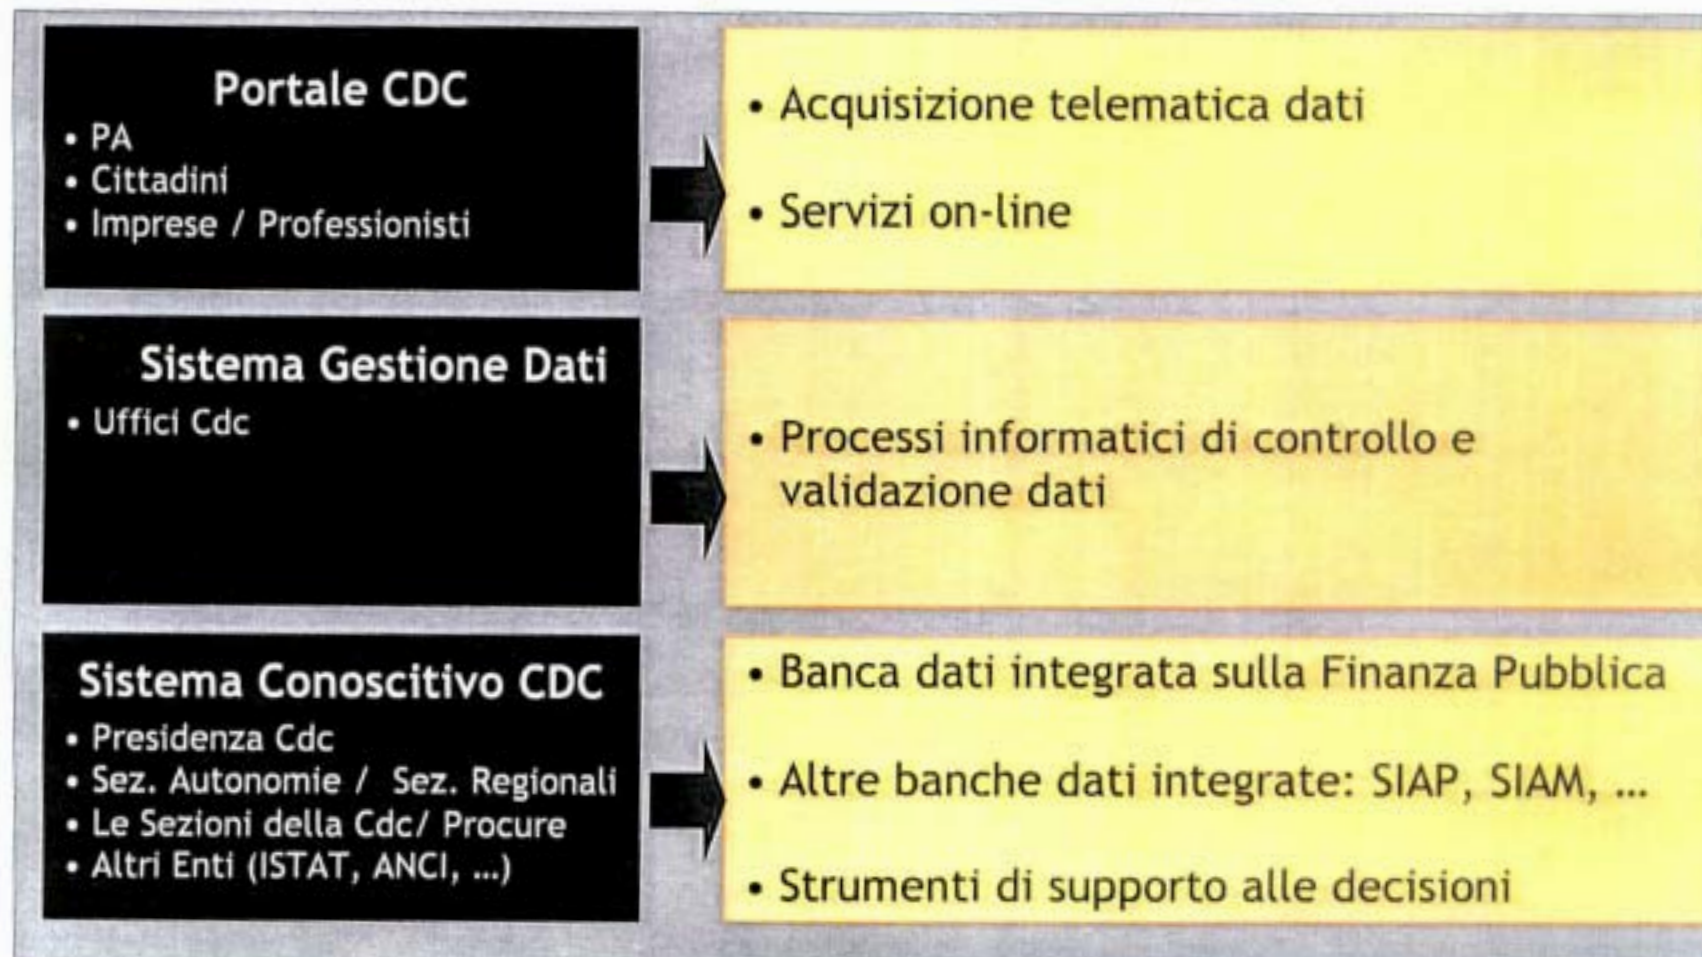 Portale CDC
• PA
• Cittadini
• Imprese / Professionisti
• Acquisizione telematica dati
• Servizi on-line
Sistema Gestione Dati
• Uffici Cdc
• Processi informatici di controllo e
validazione dati
Sistema Conoscitivo CDC
• Presidenza Cdc
• Sez. Autonomie / Sez. Regionali
• Le Sezioni della Cdc/ Procure
• Altri Enti (ISTAT, ANCI, ...)
• Banca dati integrata sulla Finanza Pubblica
• Altre banche dati integrate: SIAP, SIAM, ...
• Strumenti di supporto alle decisioni